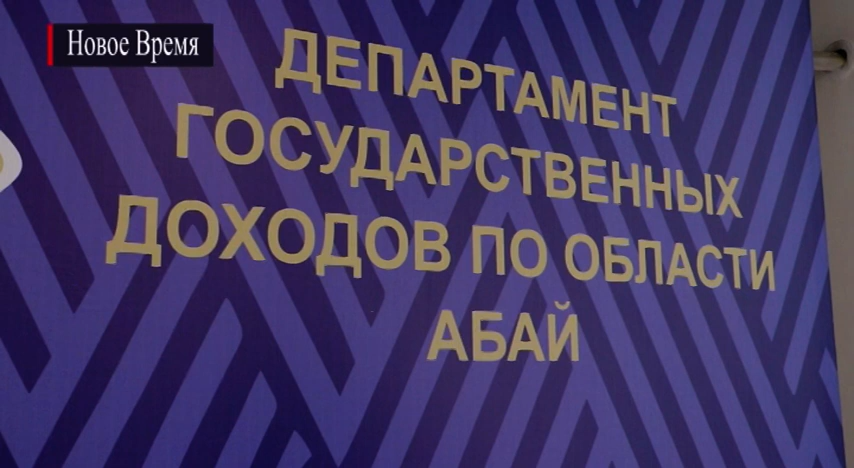 Новое Время
ДЕПАРТАМЕНТ
ГОСУДАРСТВЕННЫХ
ДОХОДОВ ПО ОБЛАСТИ
АБАЙ